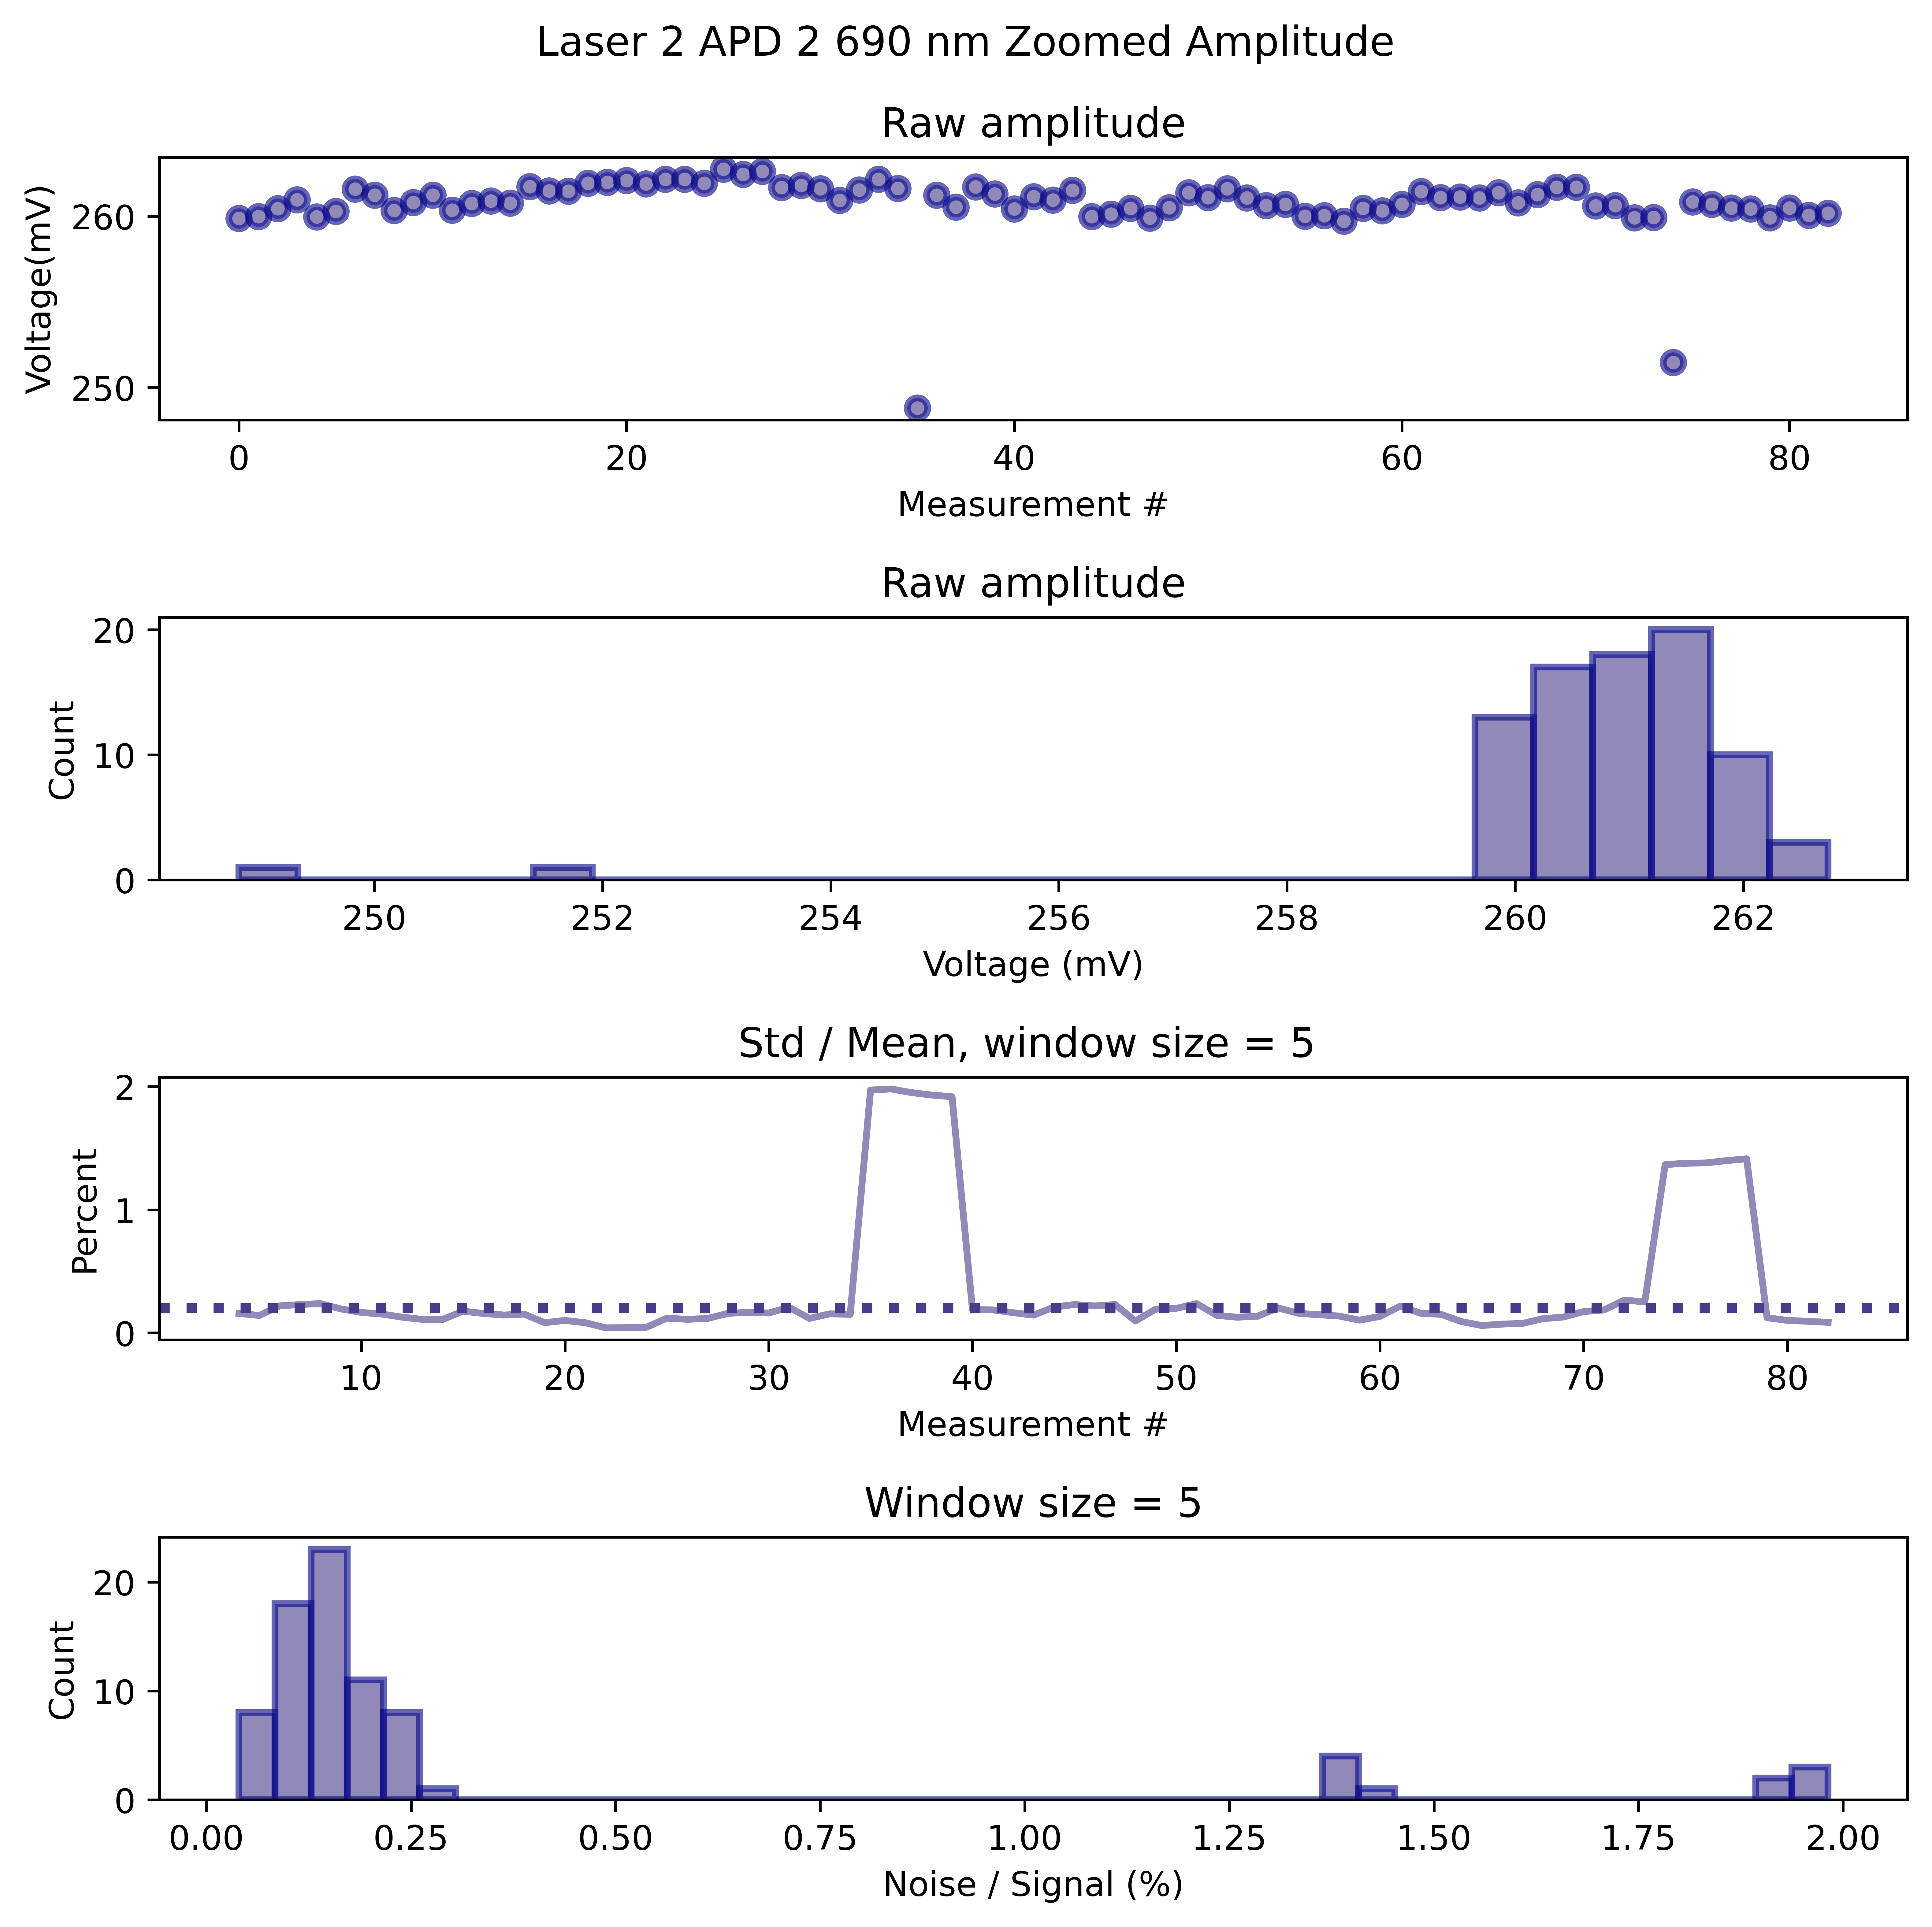 Laser 2 APD 2 690 nm Zoomed Amplitude
Raw amplitude
Voltage(mV)
260
250
0 20 40 60 80
Measurement #
Raw amplitude
Count
20
10
0
250 252 254 256 258 260 262
Voltage (mV)
Std / Mean, window size = 5
Percent
2
1
0
10 20 30 40 50 60 70 80
Measurement #
Window size = 5
Count
20
10
0
0.00 0.25 0.50 0.75 1.00 1.25 1.50 1.75 2.00
Noise / Signal (%)